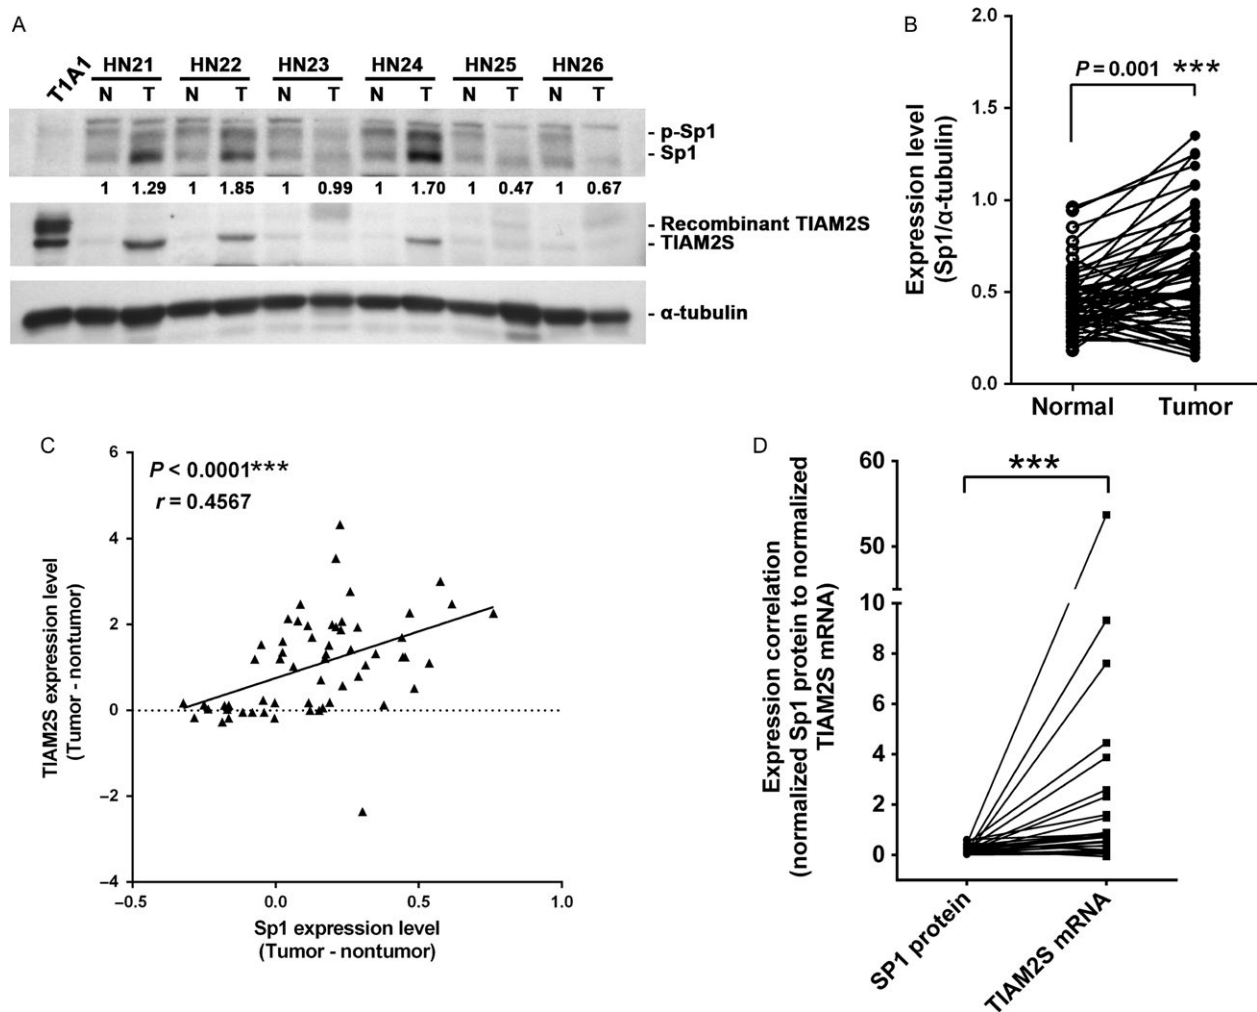 A
T1A1
HN21 HN22 HN23 HN24 HN25 HN26
N T N T N T N T N T N T
- p-Sp1
- Sp1
1 1.29 1 1.85 1 0.99 1 1.70 1 0.47 1 0.67
- Recombinant TIAM2S
- TIAM2S
- α-tubulin
B
Expression level
(Sp1/α-tubulin)
2.0
1.5
1.0
0.5
0.0
P = 0.001 ***
Normal Tumor
C
TIAM2S expression level
(Tumor - nontumor)
6
4
2
0
–2
–4
P < 0.0001***
r = 0.4567
–0.5 0.0 0.5 1.0
Sp1 expression level
(Tumor - nontumor)
D
Expression correlation
(normalized Sp1 protein to normalized
TIAM2S mRNA)
60
50
10
8
6
4
2
0
***
SP1 protein
TIAM2S mRNA